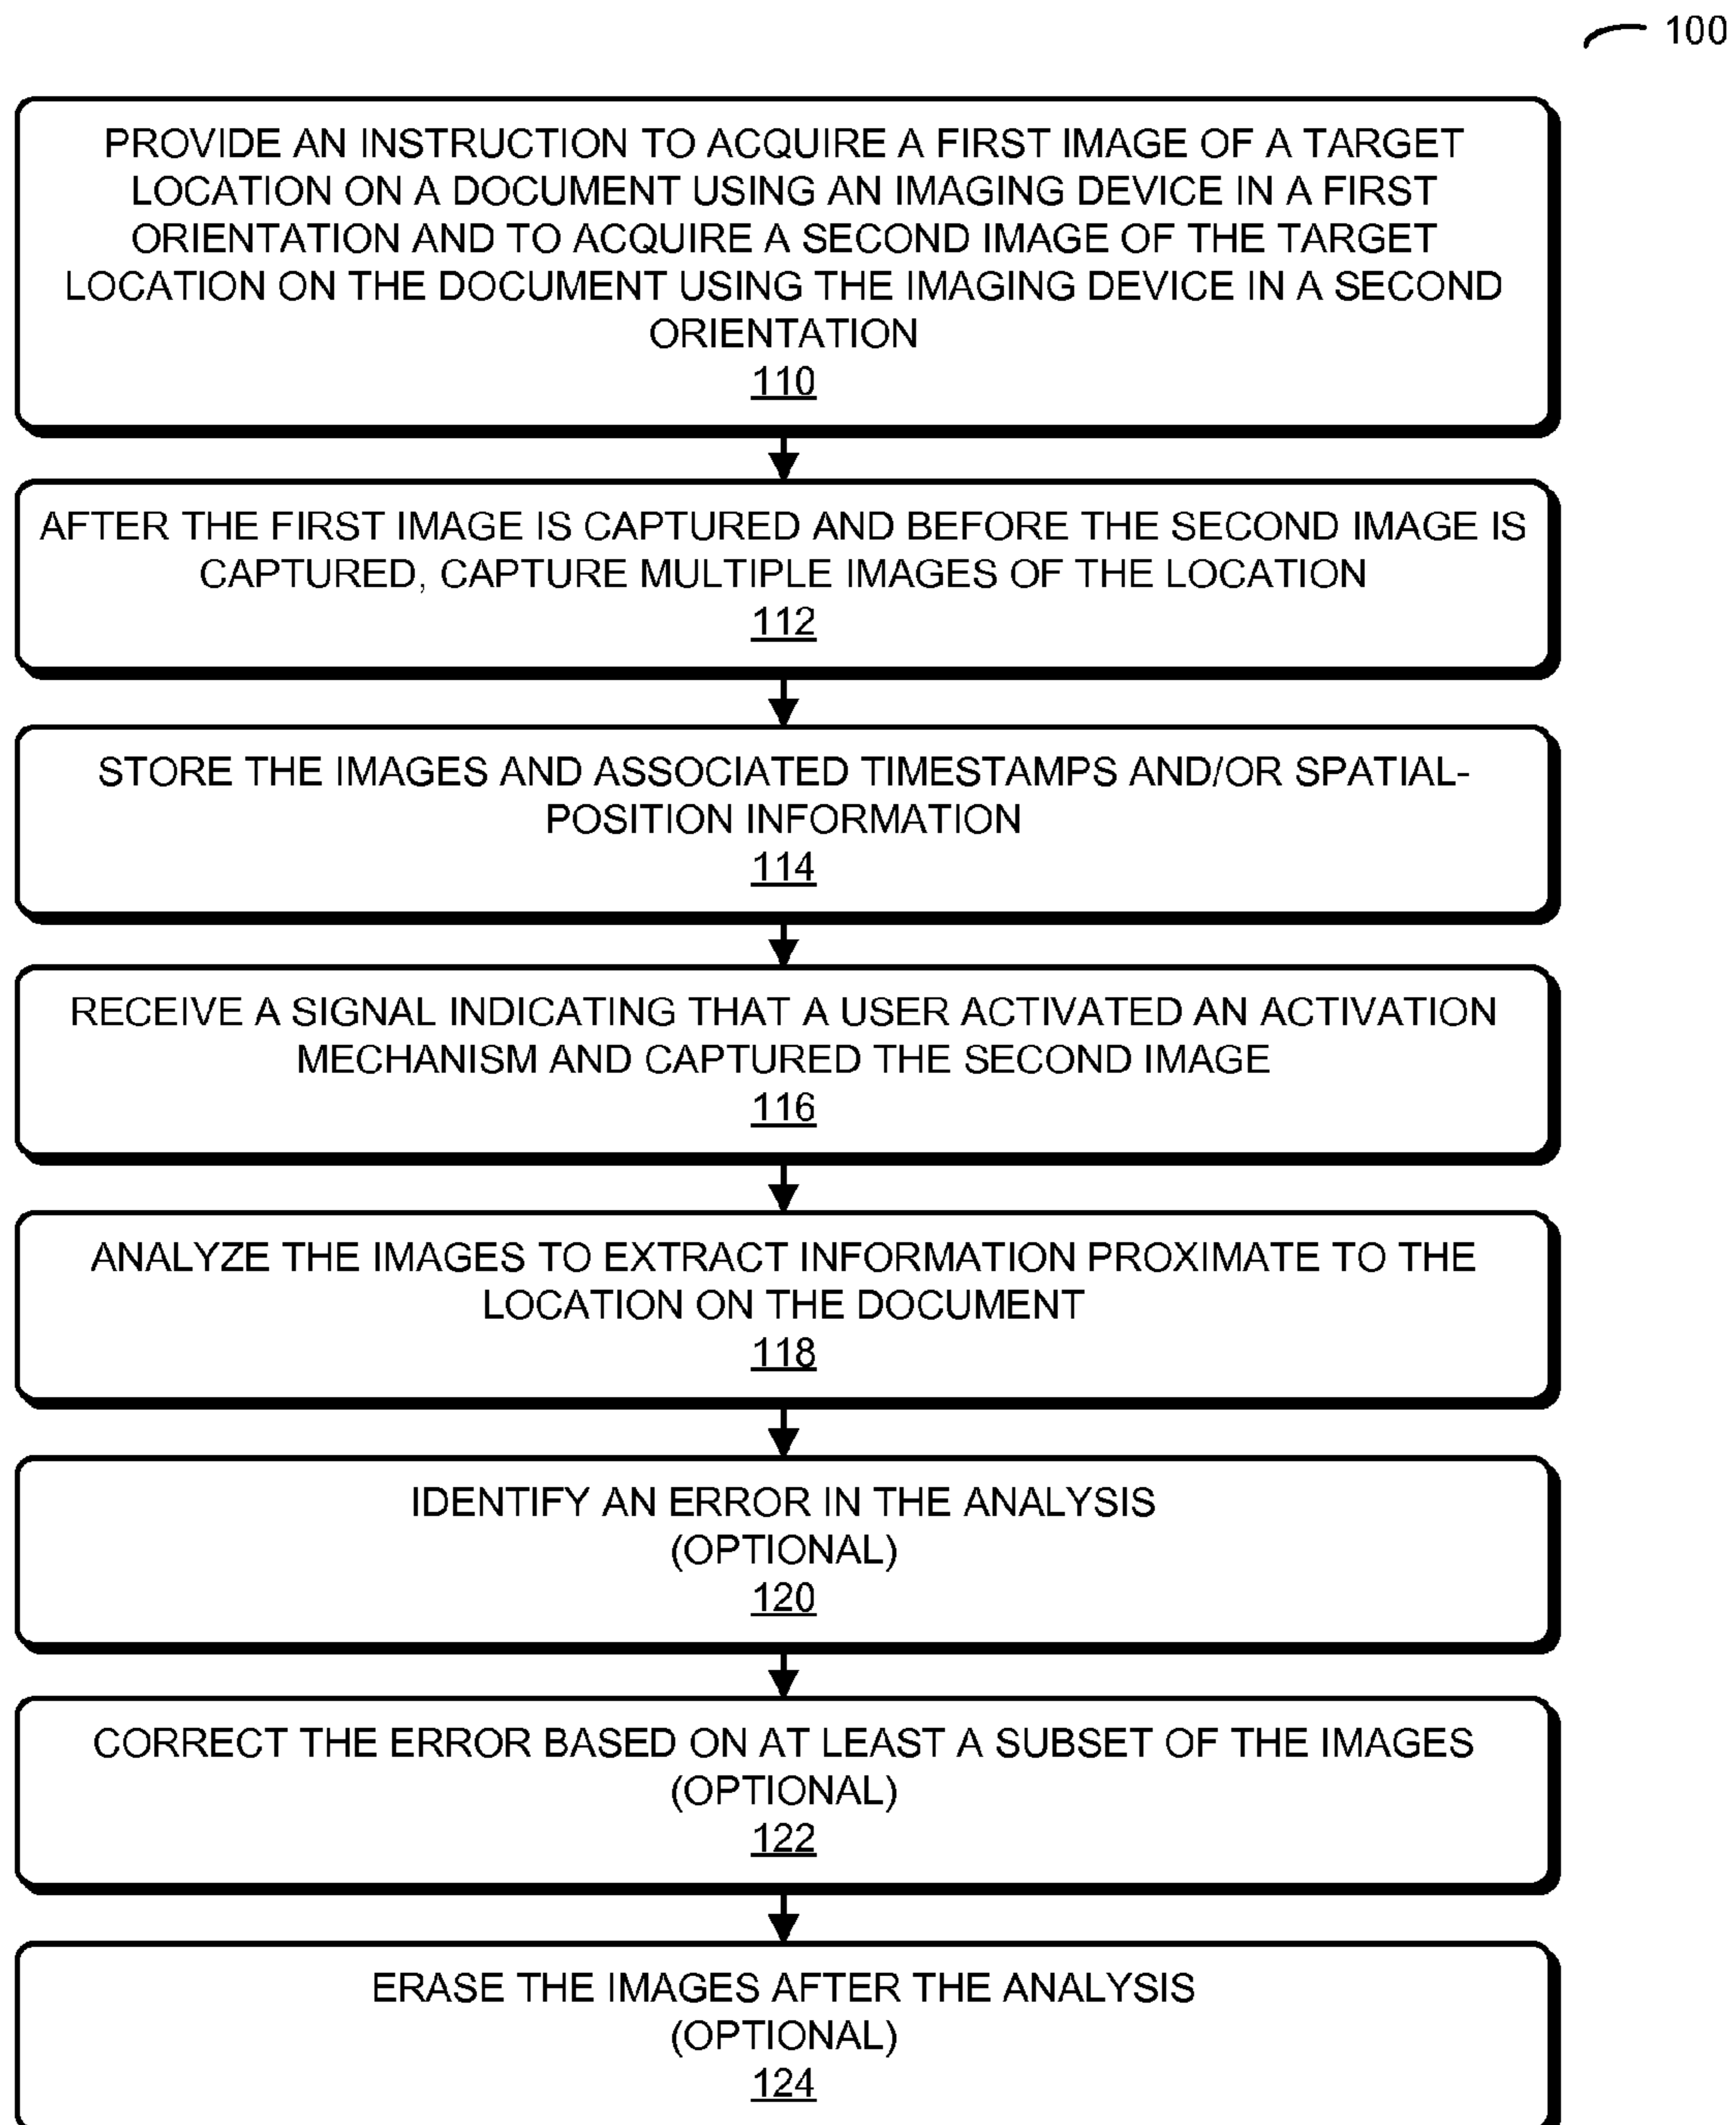 100
PROVIDE AN INSTRUCTION TO ACQUIRE A FIRST IMAGE OF A TARGET
LOCATION ON A DOCUMENT USING AN IMAGING DEVICE IN A FIRST
ORIENTATION AND TO ACQUIRE A SECOND IMAGE OF THE TARGET
LOCATION ON THE DOCUMENT USING THE IMAGING DEVICE IN A SECOND
ORIENTATION
110
AFTER THE FIRST IMAGE IS CAPTURED AND BEFORE THE SECOND IMAGE IS
CAPTURED, CAPTURE MULTIPLE IMAGES OF THE LOCATION
112
STORE THE IMAGES AND ASSOCIATED TIMESTAMPS AND/OR SPATIAL-
POSITION INFORMATION
114
RECEIVE A SIGNAL INDICATING THAT A USER ACTIVATED AN ACTIVATION
MECHANISM AND CAPTURED THE SECOND IMAGE
116
ANALYZE THE IMAGES TO EXTRACT INFORMATION PROXIMATE TO THE
LOCATION ON THE DOCUMENT
118
IDENTIFY AN ERROR IN THE ANALYSIS
(OPTIONAL)
120
CORRECT THE ERROR BASED ON AT LEAST A SUBSET OF THE IMAGES
(OPTIONAL)
122
ERASE THE IMAGES AFTER THE ANALYSIS
(OPTIONAL)
124